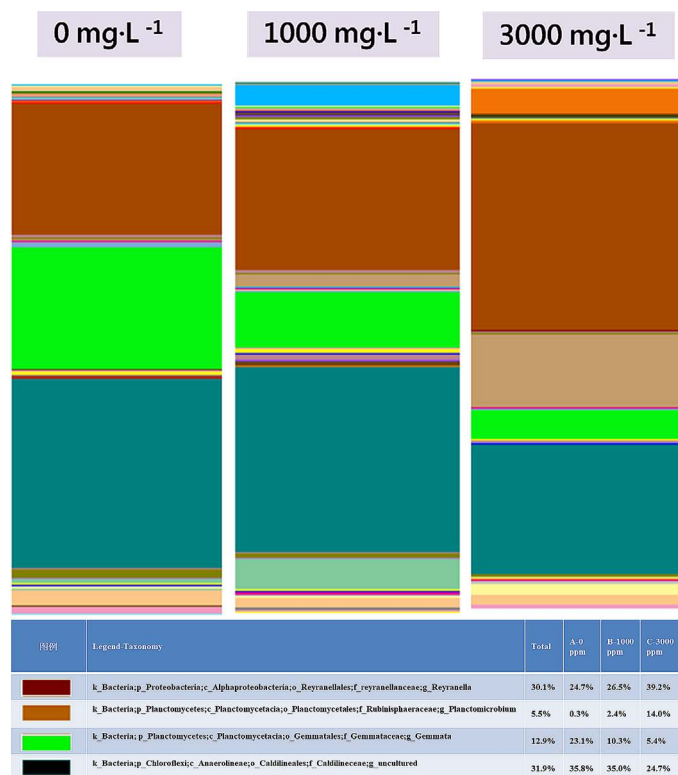 0 mg·L -1 1000 mg·L -1 3000 mg·L -1
图例 Legend-Taxonomy Total A-0 ppm B-1000 ppm C-3000 ppm
k_Bacteria;p_Proteobacteria;c_Alphaproteobacteria;o_Reyranellales;f_reyranellanceae;g_Reyranella 30.1% 24.7% 26.5% 39.2%
k_Bacteria;p_Planctomycetes;c_Planctomycetacia;o_Planctomycetales;f_Rubinisphaeraceae;g_Planctomicrobium 5.5% 0.3% 2.4% 14.0%
k_Bacteria; p_Planctomycetes;c_Planctomycetacia;o_Gemmatales;f_Gemmataceae;g_Gemmata 12.9% 23.1% 10.3% 5.4%
k_Bacteria;p_Chloroflexi;c_Anaerolineae;o_Caldilineales;f_Caldilineceae;g_uncultured 31.9% 35.8% 35.0% 24.7%